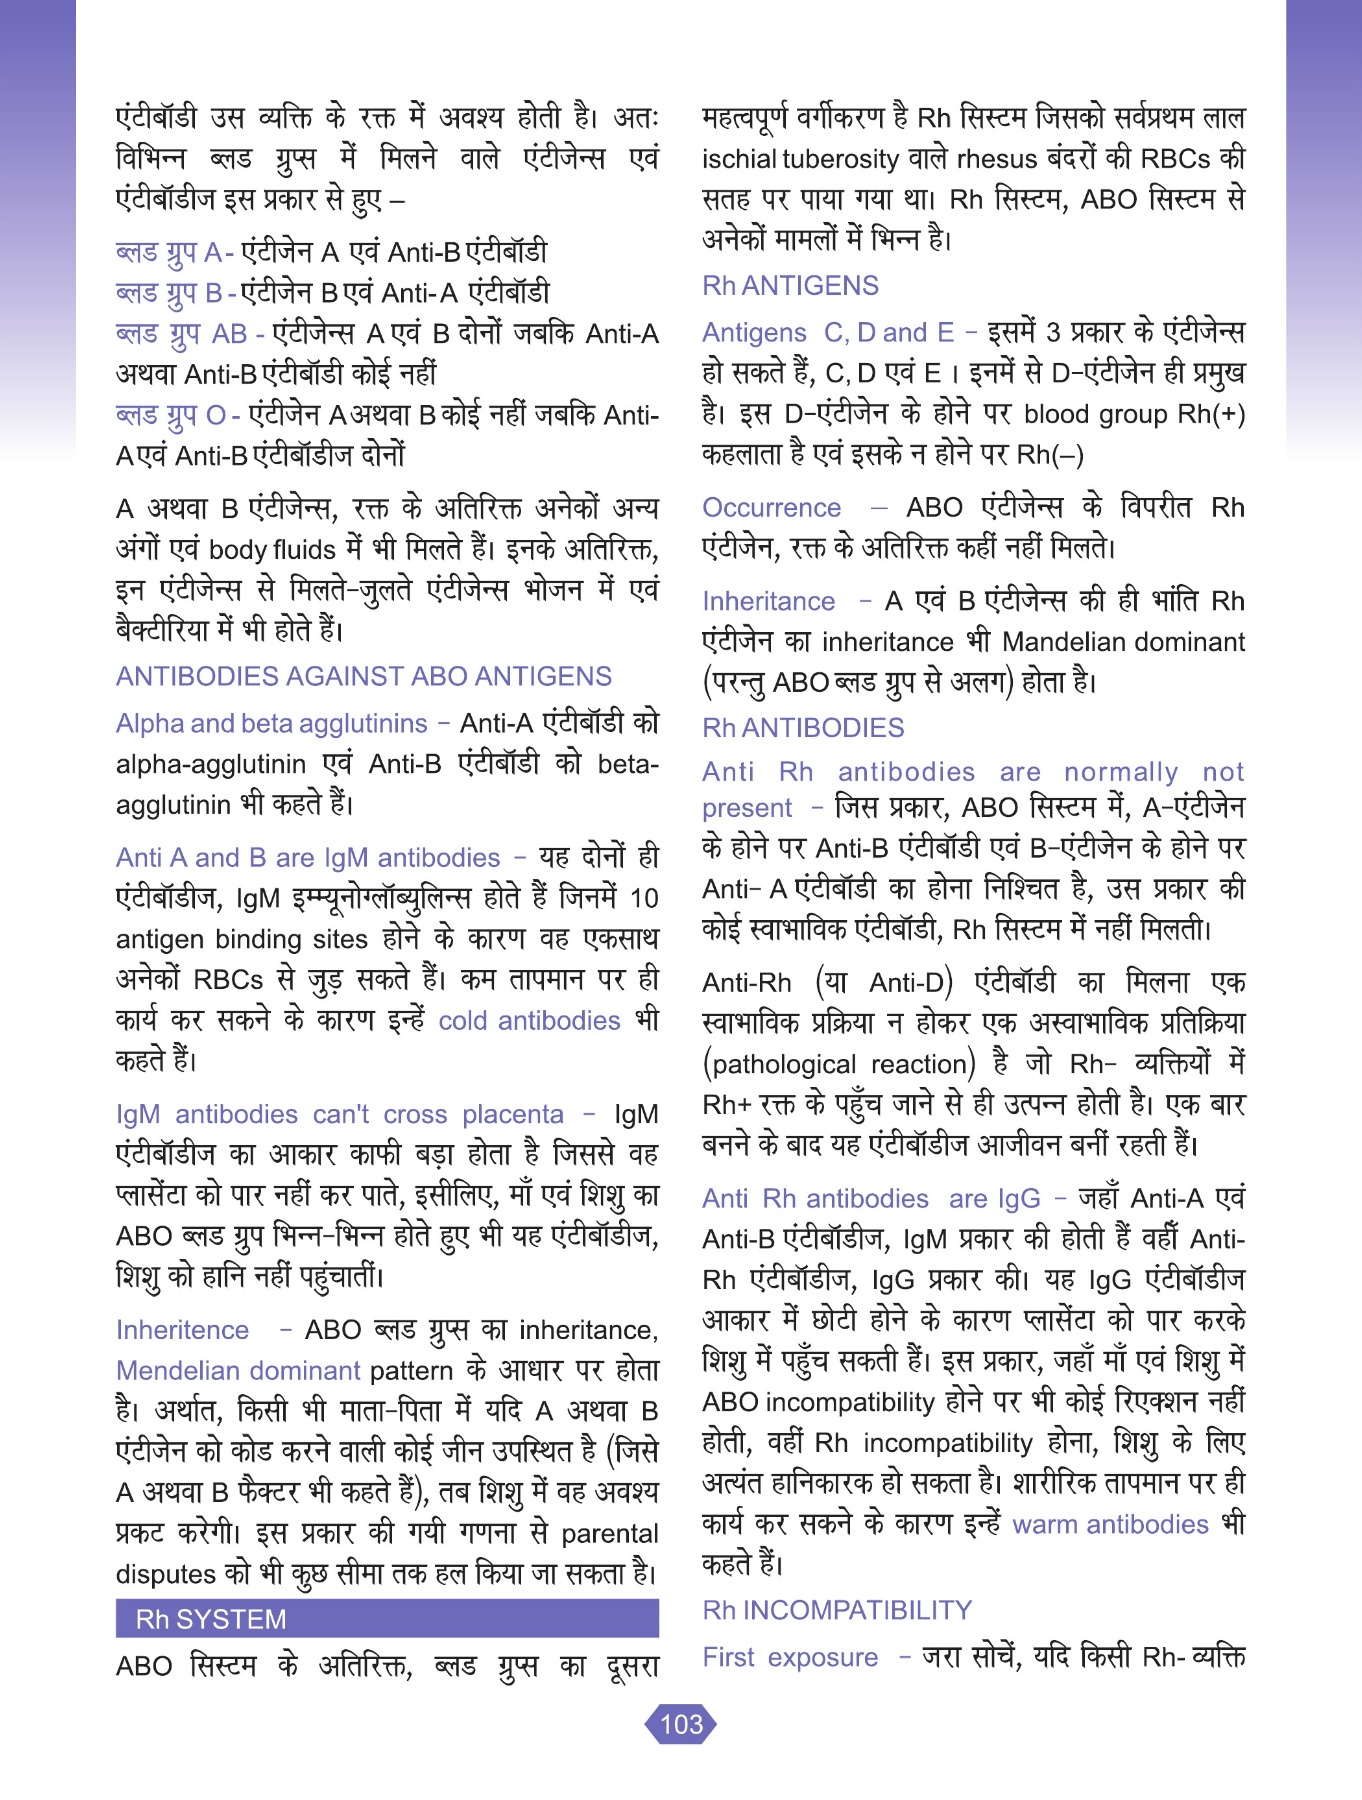 एंटीबॉडी उस व्यक्ति के रक्त में अवश्य होती है। अतः
विभिन्न ब्लड ग्रुप्स में मिलने वाले एंटीजेन्स एवं
एंटीबॉडीज इस प्रकार से हुए –
ब्लड ग्रुप A - एंटीजेन A एवं Anti-B एंटीबॉडी
ब्लड ग्रुप B - एंटीजेन B एवं Anti-A एंटीबॉडी
ब्लड ग्रुप AB - एंटीजेन्स A एवं B दोनों जबकि Anti-A
अथवा Anti-B एंटीबॉडी कोई नहीं
ब्लड ग्रुप O - एंटीजेन A अथवा B कोई नहीं जबकि Anti-
A एवं Anti-B एंटीबॉडीज दोनों
A अथवा B एंटीजेन्स, रक्त के अतिरिक्त अनेकों अन्य
अंगों एवं body fluids में भी मिलते हैं। इनके अतिरिक्त,
इन एंटीजेन्स से मिलते-जुलते एंटीजेन्स भोजन में एवं
बैक्टीरिया में भी होते हैं।
ANTIBODIES AGAINST ABO ANTIGENS
Alpha and beta agglutinins – Anti-A एंटीबॉडी को
alpha-agglutinin एवं Anti-B एंटीबॉडी को beta-
agglutinin भी कहते हैं।
Anti A and B are IgM antibodies – यह दोनों ही
एंटीबॉडीज, IgM इम्म्यूनोग्लॉब्युलिन्स होते हैं जिनमें 10
antigen binding sites होने के कारण वह एकसाथ
अनेकों RBCs से जुड़ सकते हैं। कम तापमान पर ही
कार्य कर सकने के कारण इन्हें cold antibodies भी
कहते हैं।
IgM antibodies can't cross placenta – IgM
एंटीबॉडीज का आकार काफी बड़ा होता है जिससे वह
प्लासेंटा को पार नहीं कर पाते, इसीलिए, माँ एवं शिशु का
ABO ब्लड ग्रुप भिन्न-भिन्न होते हुए भी यह एंटीबॉडीज,
शिशु को हानि नहीं पहुंचातीं।
Inheritence – ABO ब्लड ग्रुप्स का inheritance,
Mendelian dominant pattern के आधार पर होता
है। अर्थात, किसी भी माता-पिता में यदि A अथवा B
एंटीजेन को कोड करने वाली कोई जीन उपस्थित है (जिसे
A अथवा B फैक्टर भी कहते हैं), तब शिशु में वह अवश्य
प्रकट करेगी। इस प्रकार की गयी गणना से parental
disputes को भी कुछ सीमा तक हल किया जा सकता है।
Rh SYSTEM
ABO सिस्टम के अतिरिक्त, ब्लड ग्रुप्स का दूसरा
महत्वपूर्ण वर्गीकरण है Rh सिस्टम जिसको सर्वप्रथम लाल
ischial tuberosity वाले rhesus बंदरों की RBCs की
सतह पर पाया गया था। Rh सिस्टम, ABO सिस्टम से
अनेकों मामलों में भिन्न है।
Rh ANTIGENS
Antigens C, D and E – इसमें 3 प्रकार के एंटीजेन्स
हो सकते हैं, C, D एवं E । इनमें से D-एंटीजेन ही प्रमुख
है। इस D-एंटीजेन के होने पर blood group Rh(+)
कहलाता है एवं इसके न होने पर Rh(–)
Occurrence – ABO एंटीजेन्स के विपरीत Rh
एंटीजेन, रक्त के अतिरिक्त कहीं नहीं मिलते।
Inheritance – A एवं B एंटीजेन्स की ही भांति Rh
एंटीजेन का inheritance भी Mandelian dominant
(परन्तु ABO ब्लड ग्रुप से अलग) होता है।
Rh ANTIBODIES
Anti Rh antibodies are normally not
present – जिस प्रकार, ABO सिस्टम में, A-एंटीजेन
के होने पर Anti-B एंटीबॉडी एवं B-एंटीजेन के होने पर
Anti- A एंटीबॉडी का होना निश्चित है, उस प्रकार की
कोई स्वाभाविक एंटीबॉडी, Rh सिस्टम में नहीं मिलती।
Anti-Rh (या Anti-D) एंटीबॉडी का मिलना एक
स्वाभाविक प्रक्रिया न होकर एक अस्वाभाविक प्रतिक्रिया
(pathological reaction) है जो Rh- व्यक्तियों में
Rh+ रक्त के पहुँच जाने से ही उत्पन्न होती है। एक बार
बनने के बाद यह एंटीबॉडीज आजीवन बनीं रहती हैं।
Anti Rh antibodies are IgG – जहाँ Anti-A एवं
Anti-B एंटीबॉडीज, IgM प्रकार की होती हैं वहीँ Anti-
Rh एंटीबॉडीज, IgG प्रकार की। यह IgG एंटीबॉडीज
आकार में छोटी होने के कारण प्लासेंटा को पार करके
शिशु में पहुँच सकती हैं। इस प्रकार, जहाँ माँ एवं शिशु में
ABO incompatibility होने पर भी कोई रिएक्शन नहीं
होती, वहीं Rh incompatibility होना, शिशु के लिए
अत्यंत हानिकारक हो सकता है। शारीरिक तापमान पर ही
कार्य कर सकने के कारण इन्हें warm antibodies भी
कहते हैं।
Rh INCOMPATIBILITY
First exposure – जरा सोचें, यदि किसी Rh- व्यक्ति
103